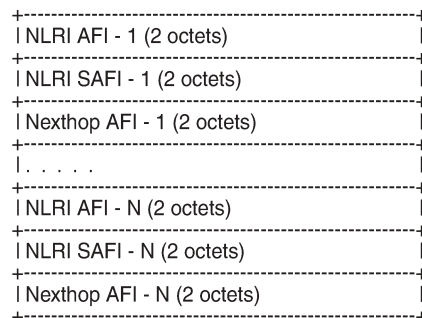 +-----------------------------------------------------+
| NLRI AFI - 1 (2 octets) |
+-----------------------------------------------------+
| NLRI SAFI - 1 (2 octets) |
+-----------------------------------------------------+
| Nexthop AFI - 1 (2 octets) |
+-----------------------------------------------------+
| . . . . . |
+-----------------------------------------------------+
| NLRI AFI - N (2 octets) |
+-----------------------------------------------------+
| NLRI SAFI - N (2 octets) |
+-----------------------------------------------------+
| Nexthop AFI - N (2 octets) |
+-----------------------------------------------------+